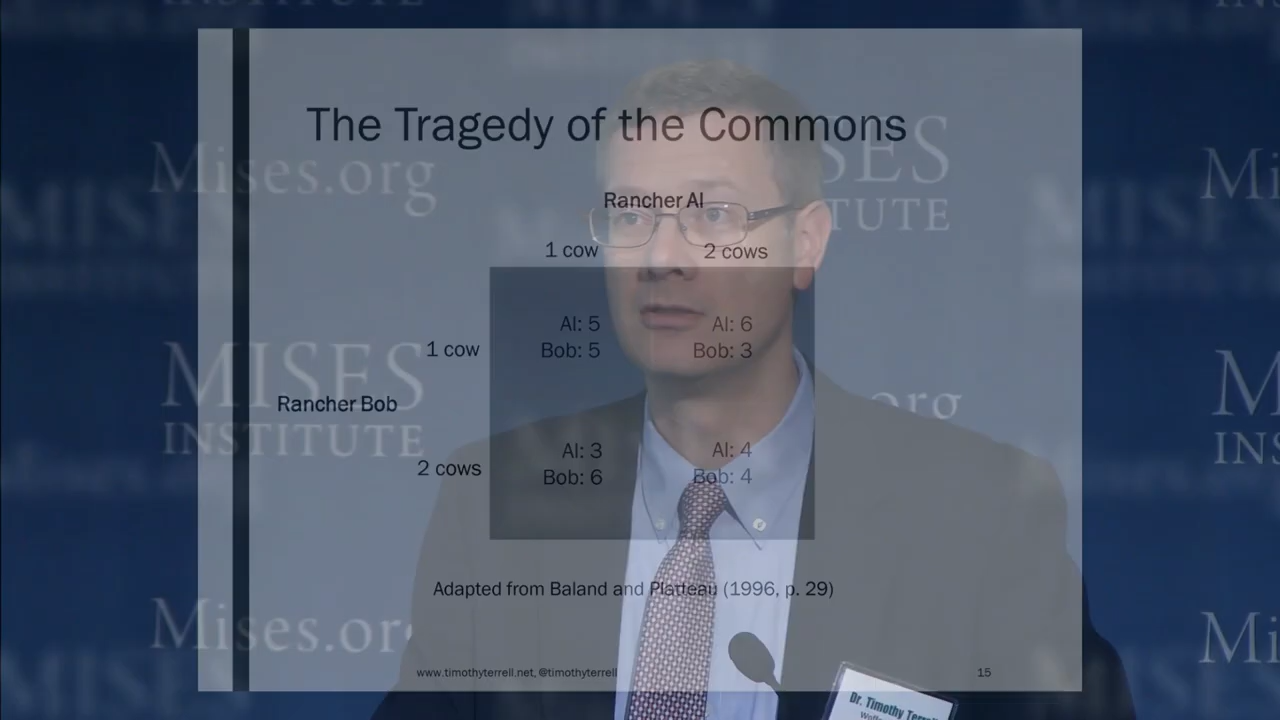 The Tragedy of the Commons
Rancher Al
1 cow 2 cows
Al: 5 Al: 6
1 cow Bob: 5 Bob: 3
Rancher Bob
Al: 3 Al: 4
2 cows Bob: 6 Bob: 4
Adapted from Baland and Platteau (1996, p. 29)
www.timothyterrell.net, @timothyterrell
15
Mises.org
MISES
INSTITUTE
Mises.org
Dr. Timothy